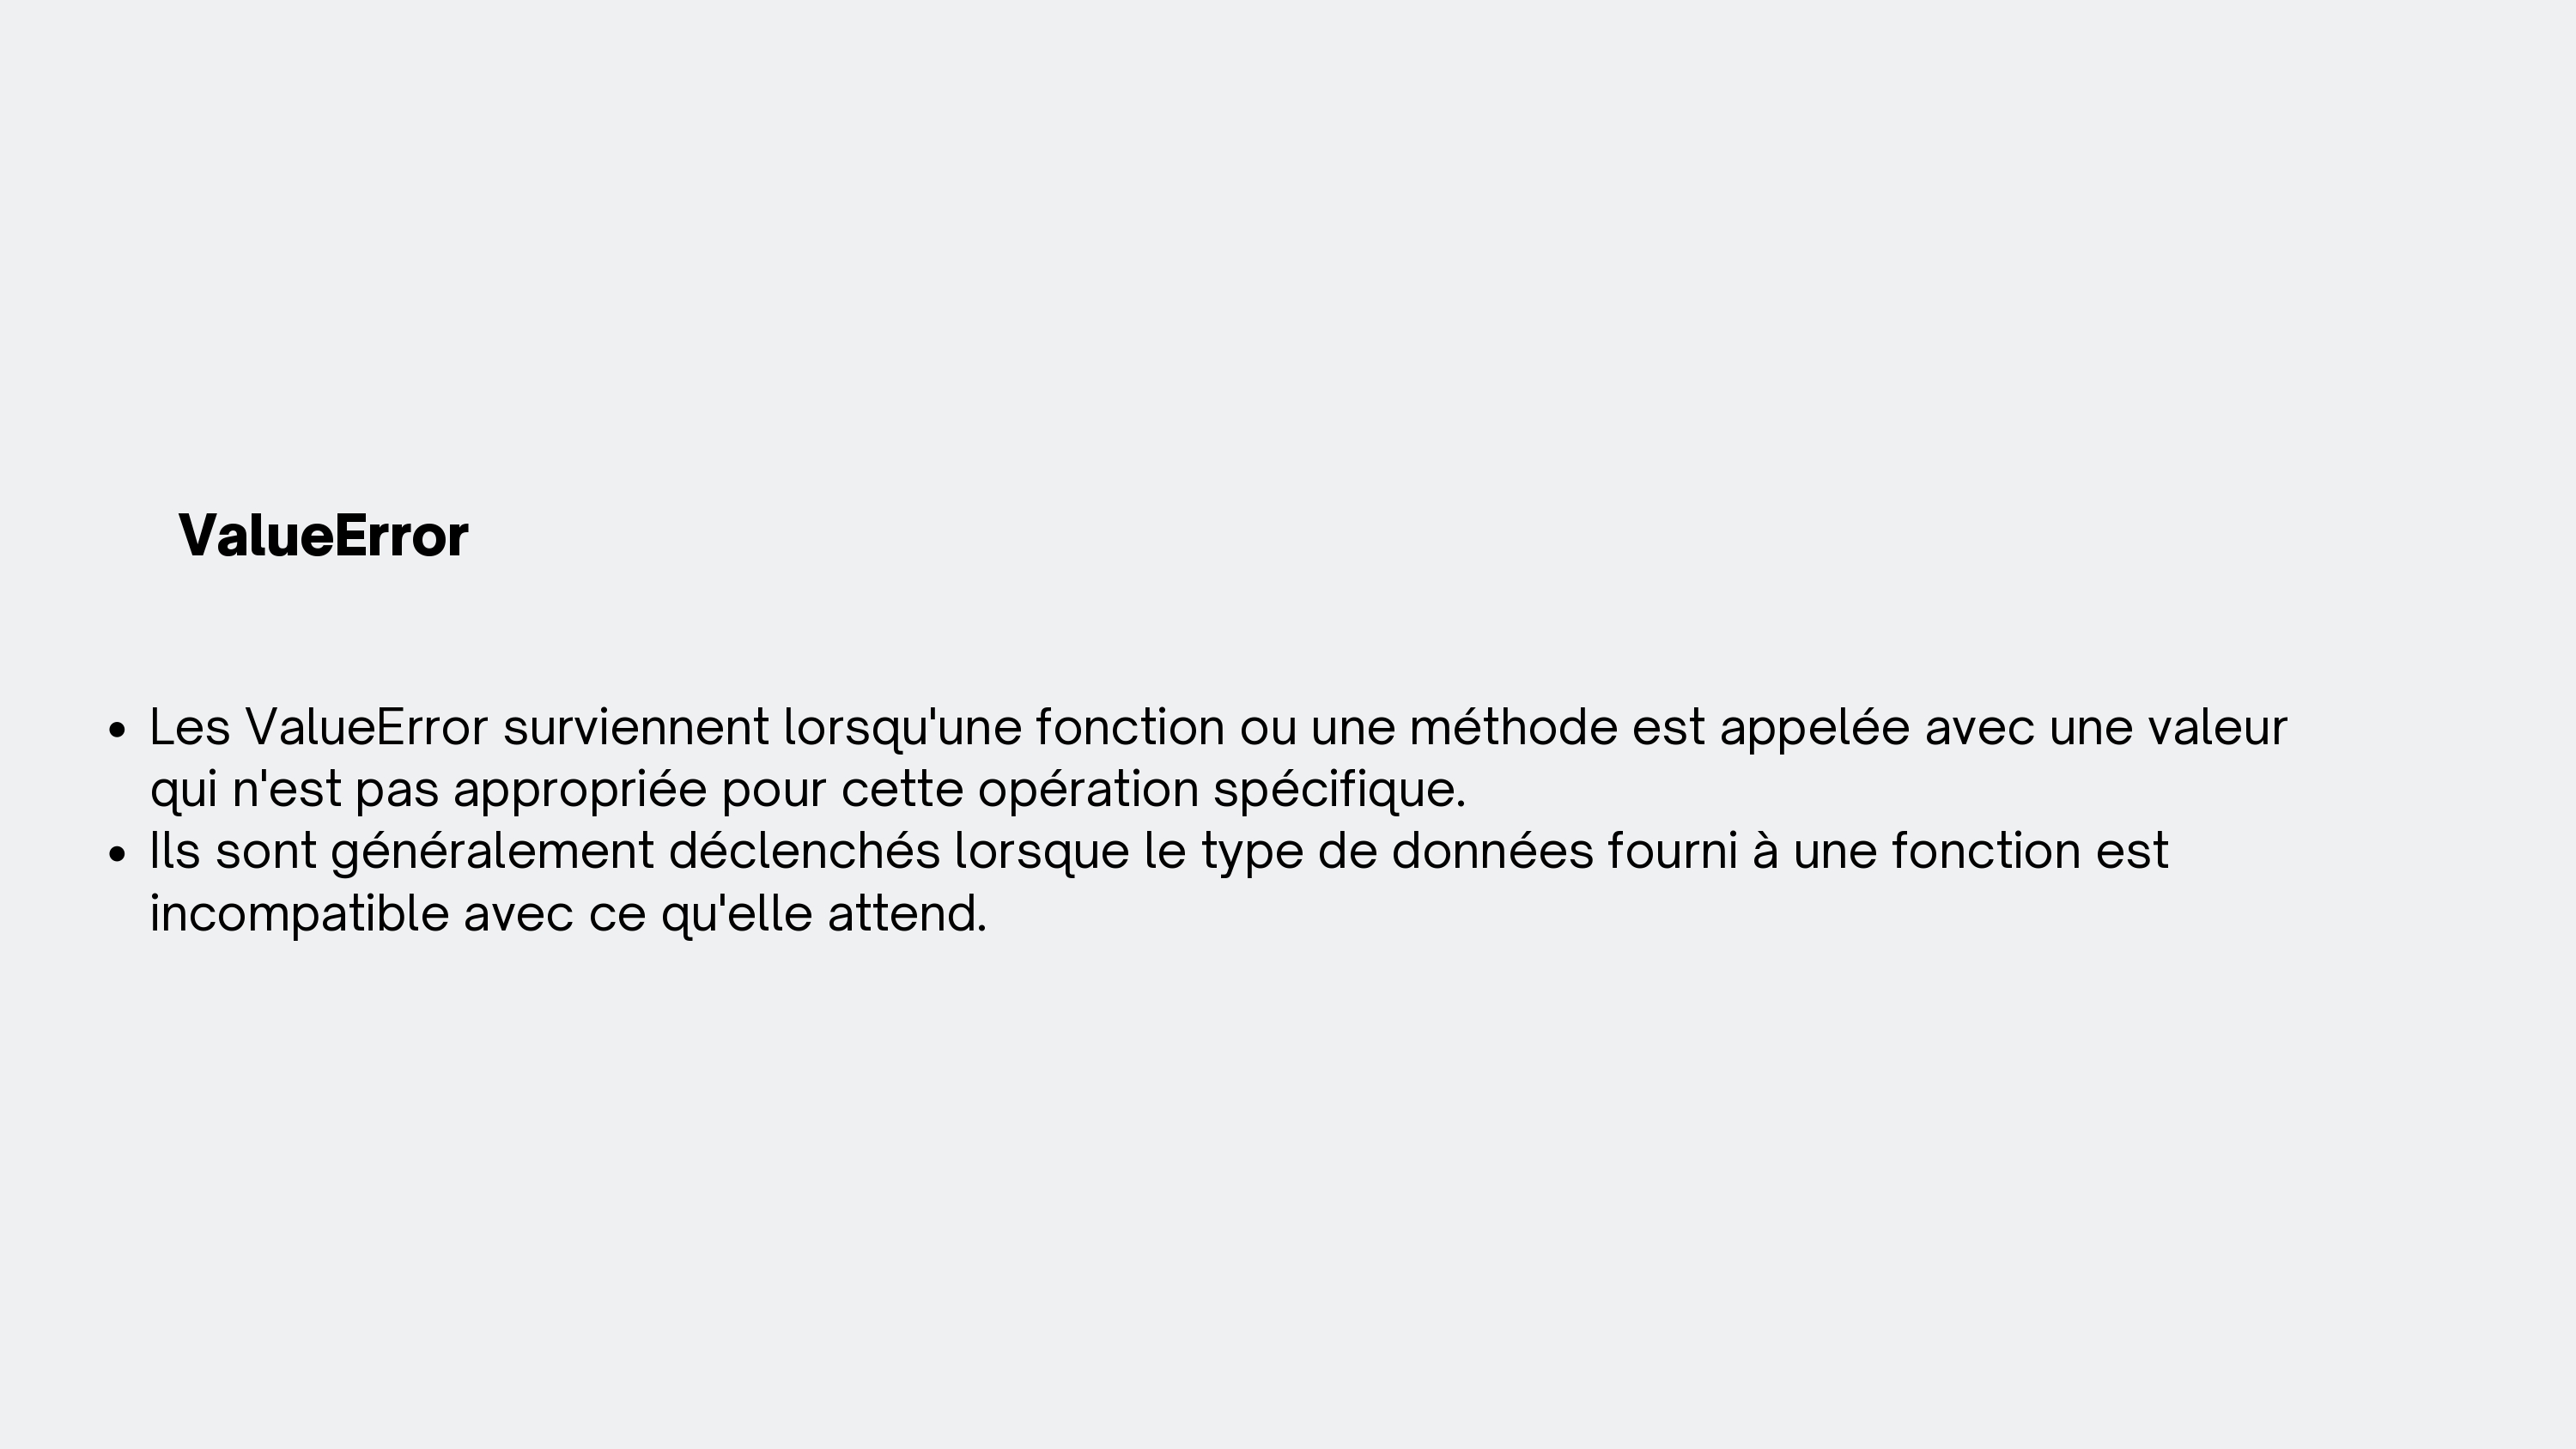 ValueError
• Les ValueError surviennent lorsqu'une fonction ou une méthode est appelée avec une valeur
qui n'est pas appropriée pour cette opération spécifique.
• Ils sont généralement déclenchés lorsque le type de données fourni à une fonction est
incompatible avec ce qu'elle attend.